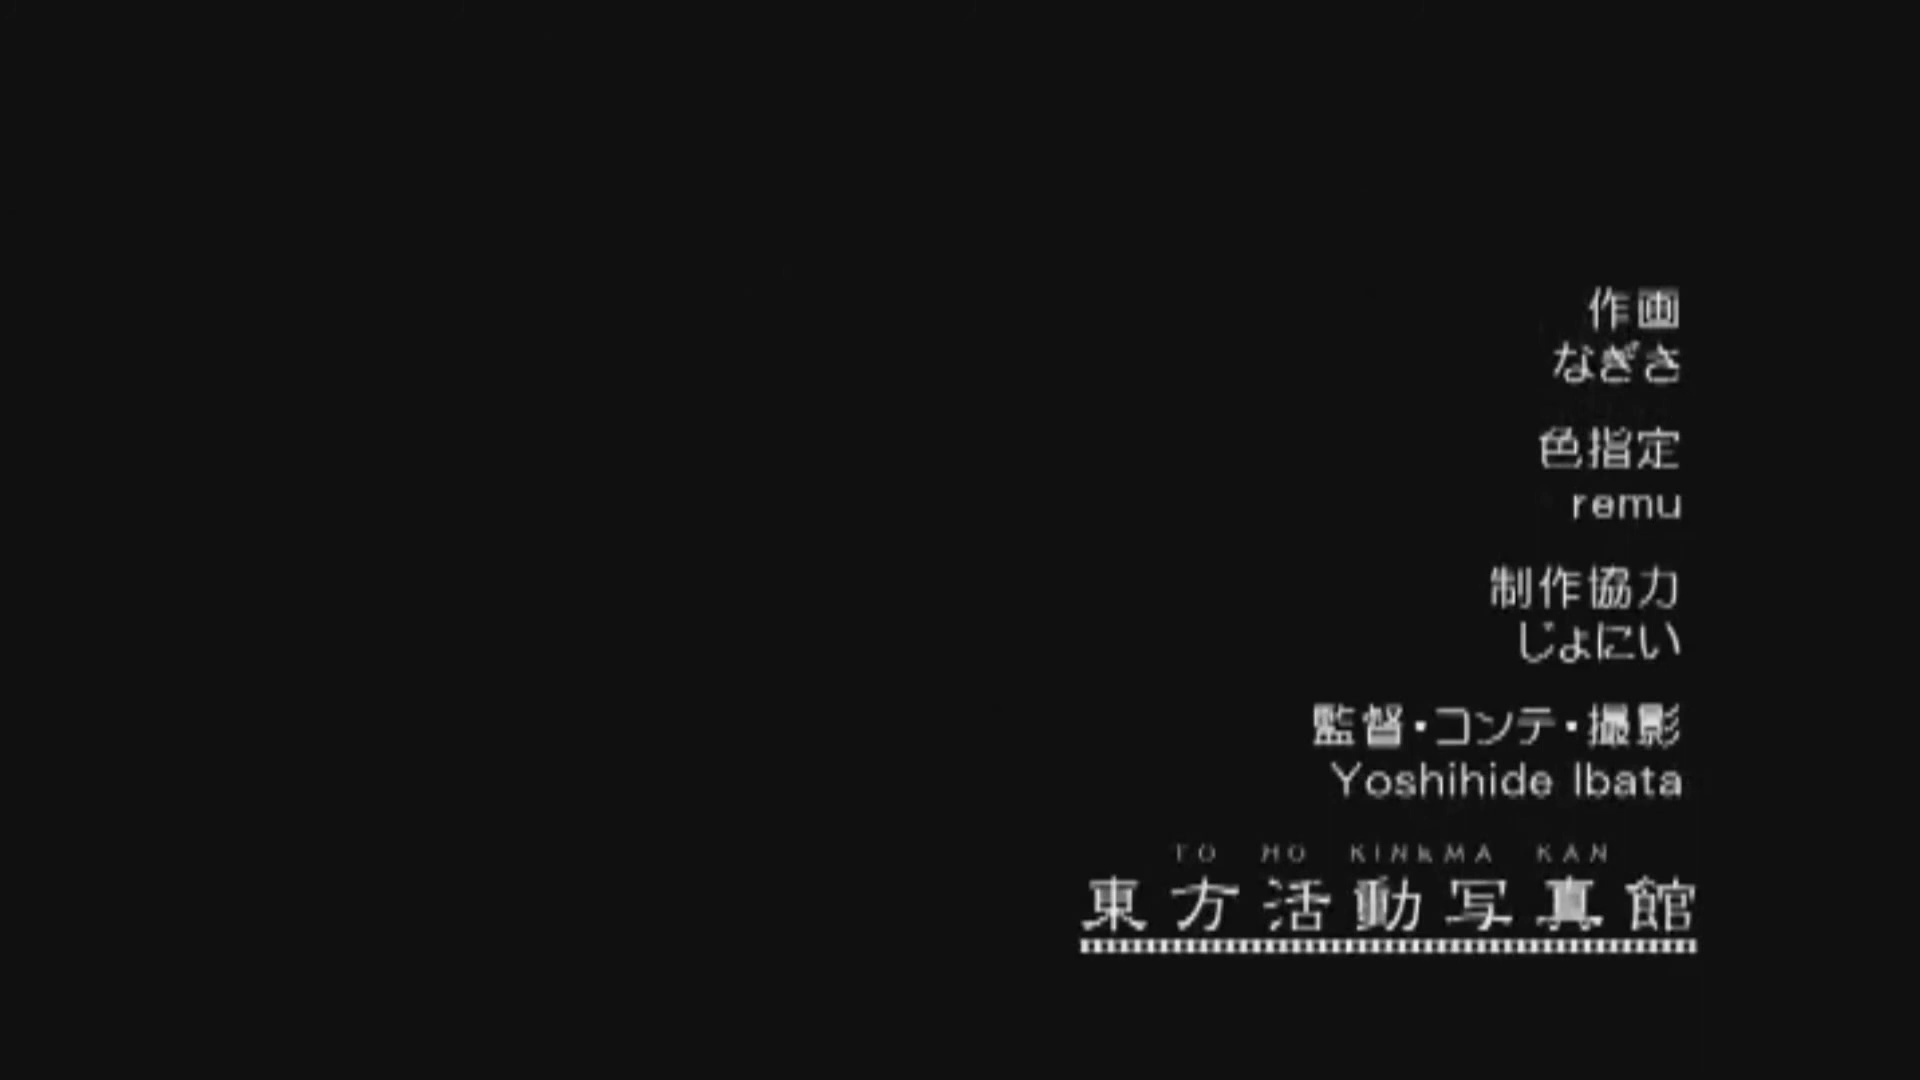 作画
なぎさ
色指定
remu
制作協力
じょにい
監督・コンテ・撮影
Yoshihide Ibata
TO HO KINEMA KAN
東方活動写真館